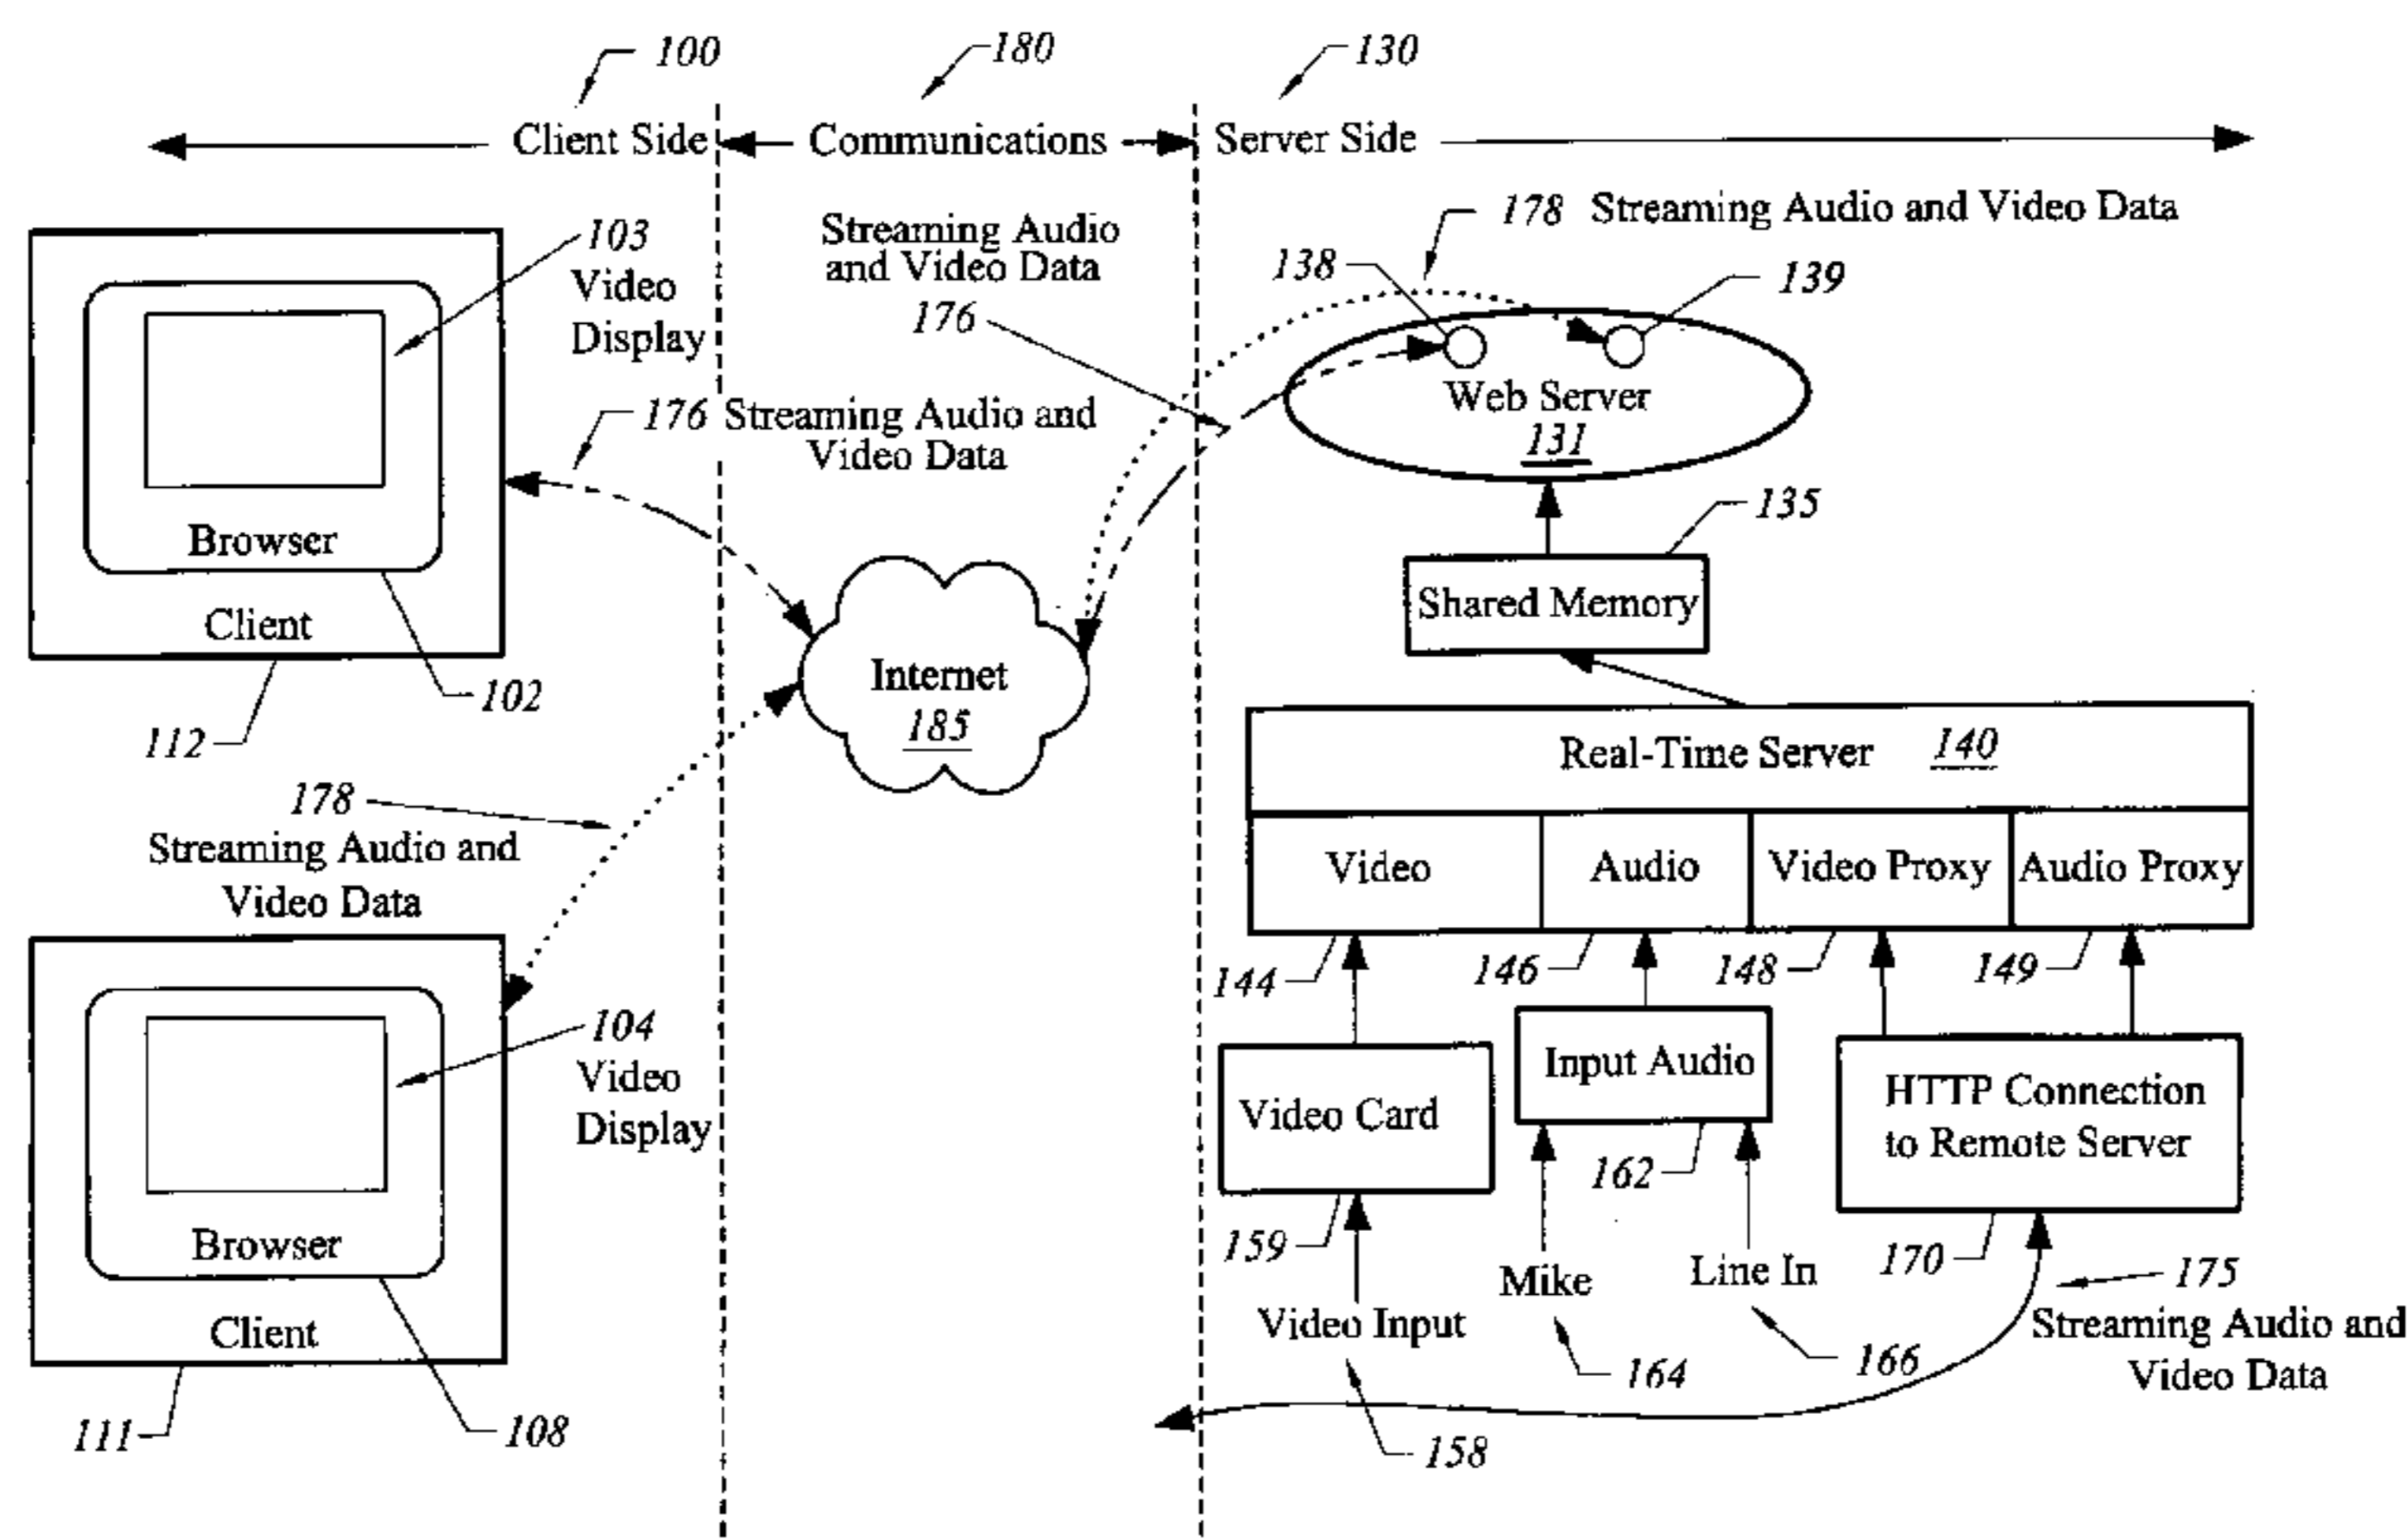 100
180
130
Client Side
Communications
Server Side
178 Streaming Audio and Video Data
103
Video
Display
Streaming Audio
and Video Data
176
138
139
Web Server
131
176 Streaming Audio and
Video Data
135
Browser
Shared Memory
Client
102
112
Internet
185
Real-Time Server 140
178
Streaming Audio and
Video Data
Video
Audio
Video Proxy
Audio Proxy
144
146
148
149
104
Video
Display
Video Card
Input Audio
HTTP Connection
to Remote Server
162
159
170
Browser
Mike
Line In
175
Streaming Audio and
Video Data
Client
Video Input
164
166
111
108
158